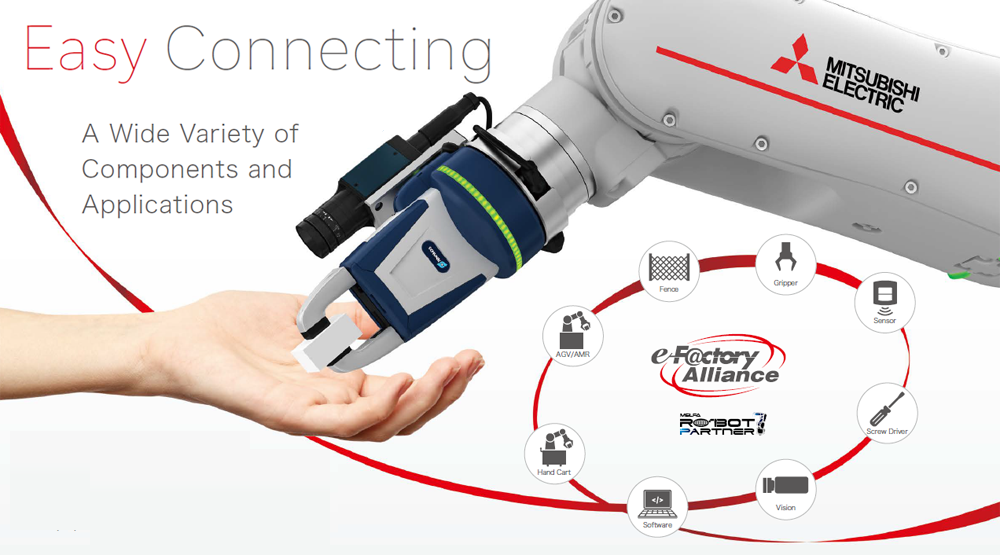 Easy Connecting
A Wide Variety of
Components and
Applications
MITSUBISHI
ELECTRIC
Fence
Gripper
Sensor
AGV/AMR
e-F@ctory
Alliance
MELFA
ROBOT
PARTNER
Screw Driver
Hand Cart
Vision
Software